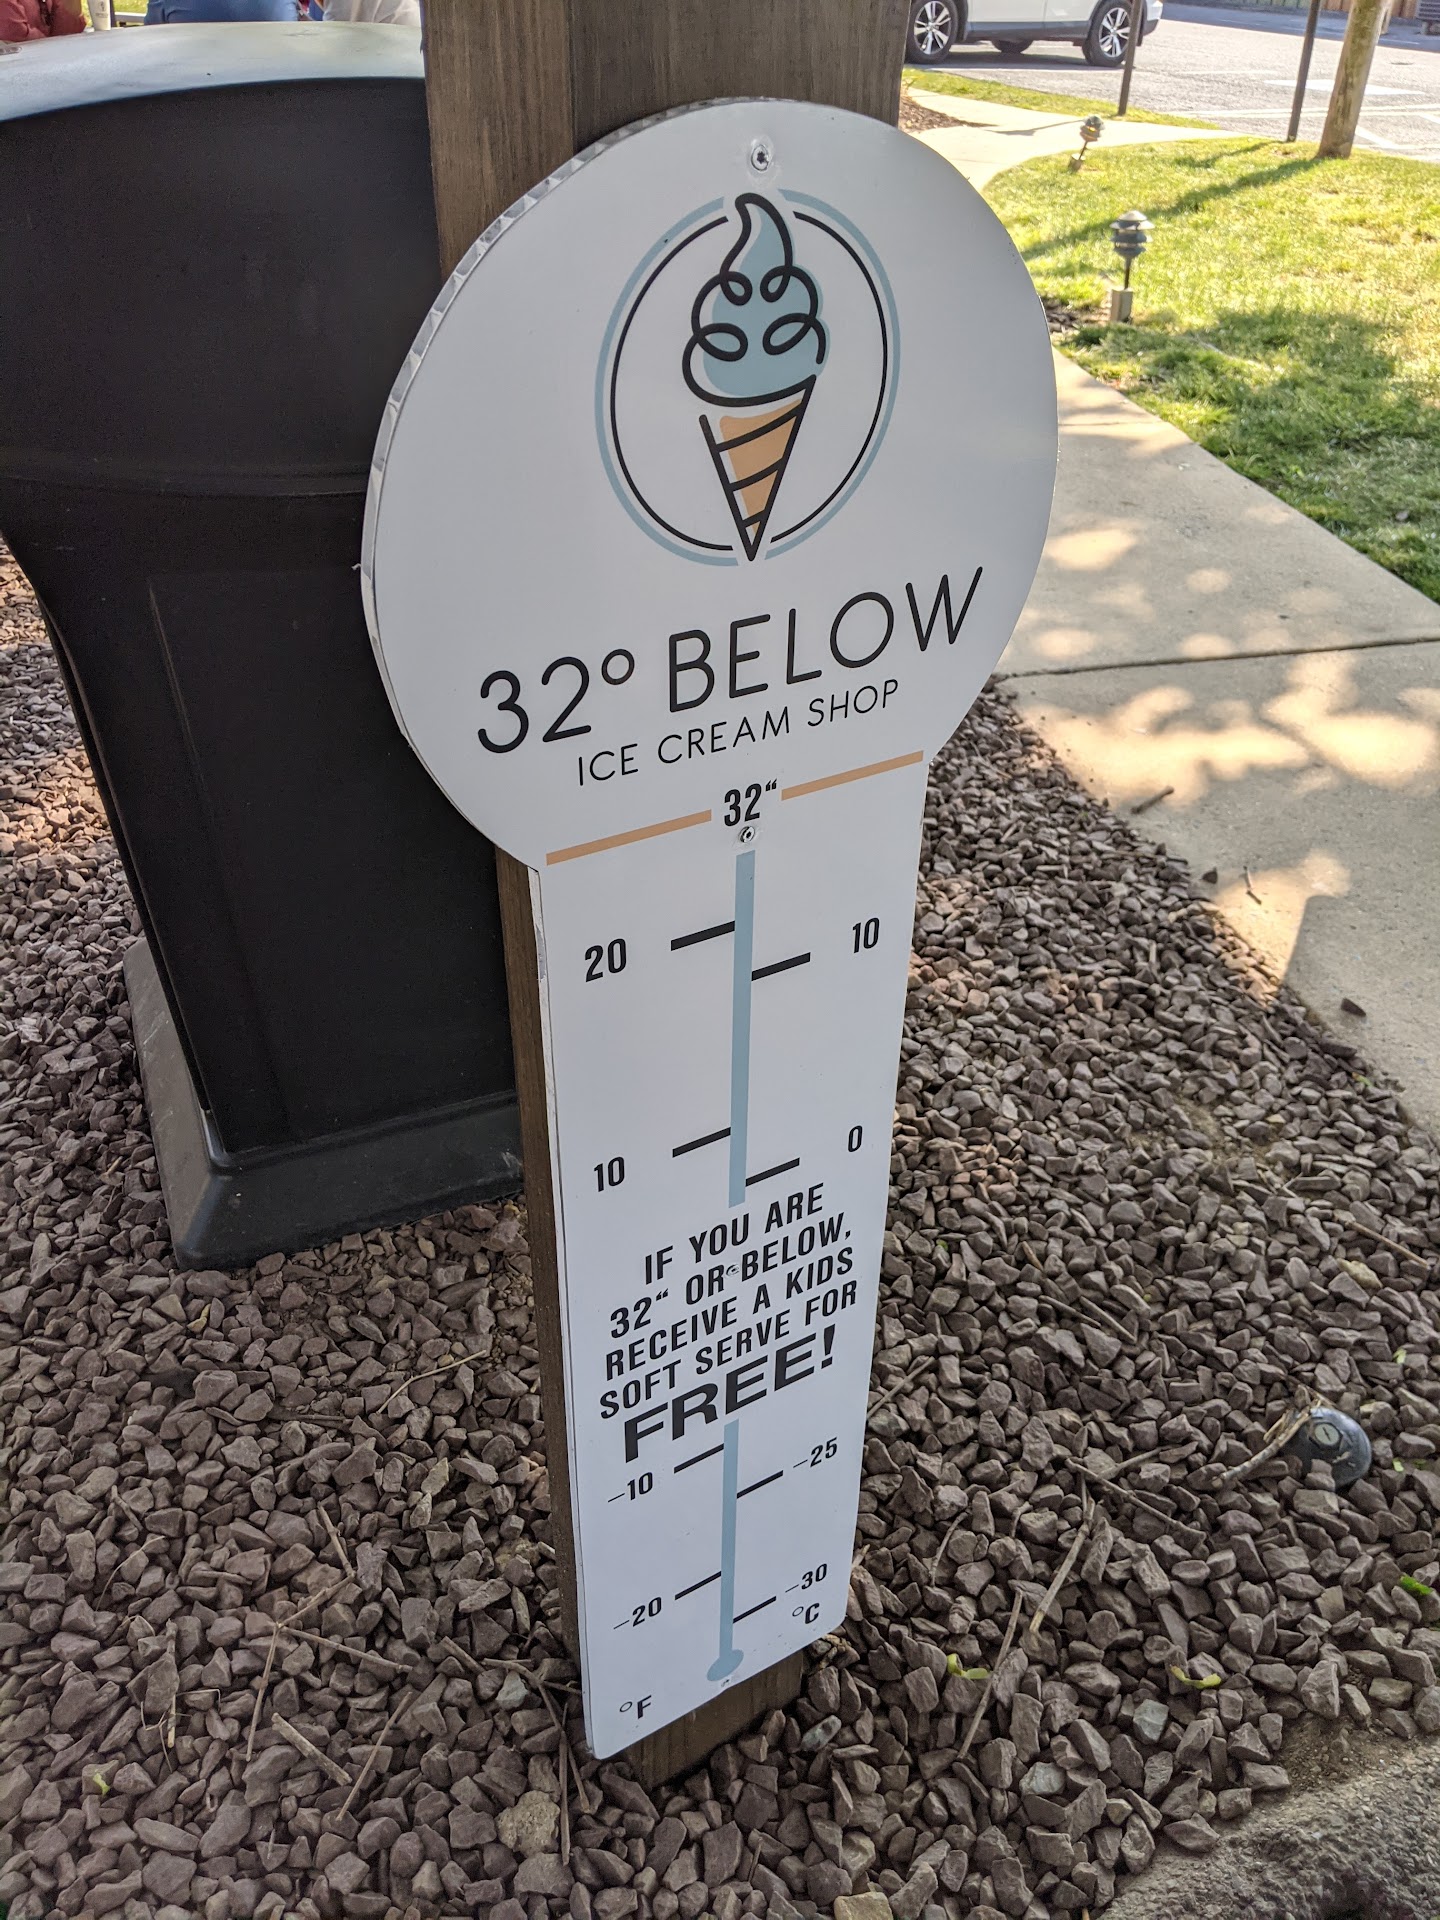 32° BELOW
ICE CREAM SHOP
32“
20
10
10
0
IF YOU ARE
32“ OR BELOW,
RECEIVE A KIDS
SOFT SERVE FOR
FREE!
–10
–25
–20
–30
°C
°F